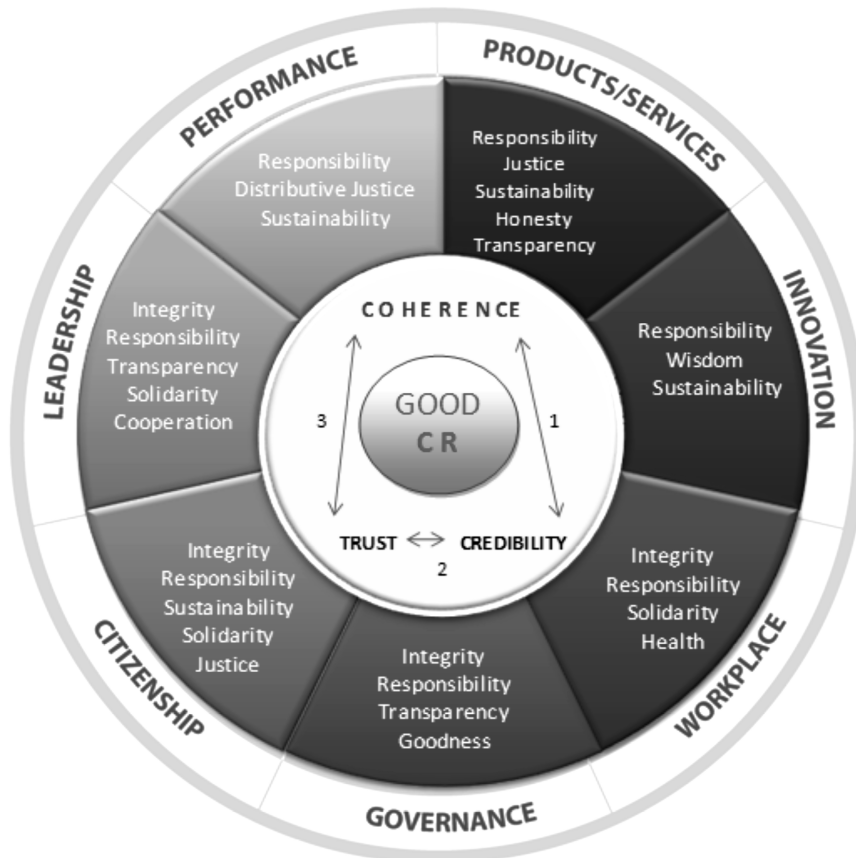 PERFORMANCE
Responsibility
Distributive Justice
Sustainability
PRODUCTS/SERVICES
Responsibility
Justice
Sustainability
Honesty
Transparency
INNOVATION
Responsibility
Wisdom
Sustainability
WORKPLACE
Integrity
Responsibility
Solidarity
Health
GOVERNANCE
Integrity
Responsibility
Transparency
Goodness
CITIZENSHIP
Integrity
Responsibility
Sustainability
Solidarity
Justice
LEADERSHIP
Integrity
Responsibility
Transparency
Solidarity
Cooperation
COHERENCE
GOOD
CR
3
1
TRUST
CREDIBILITY
2